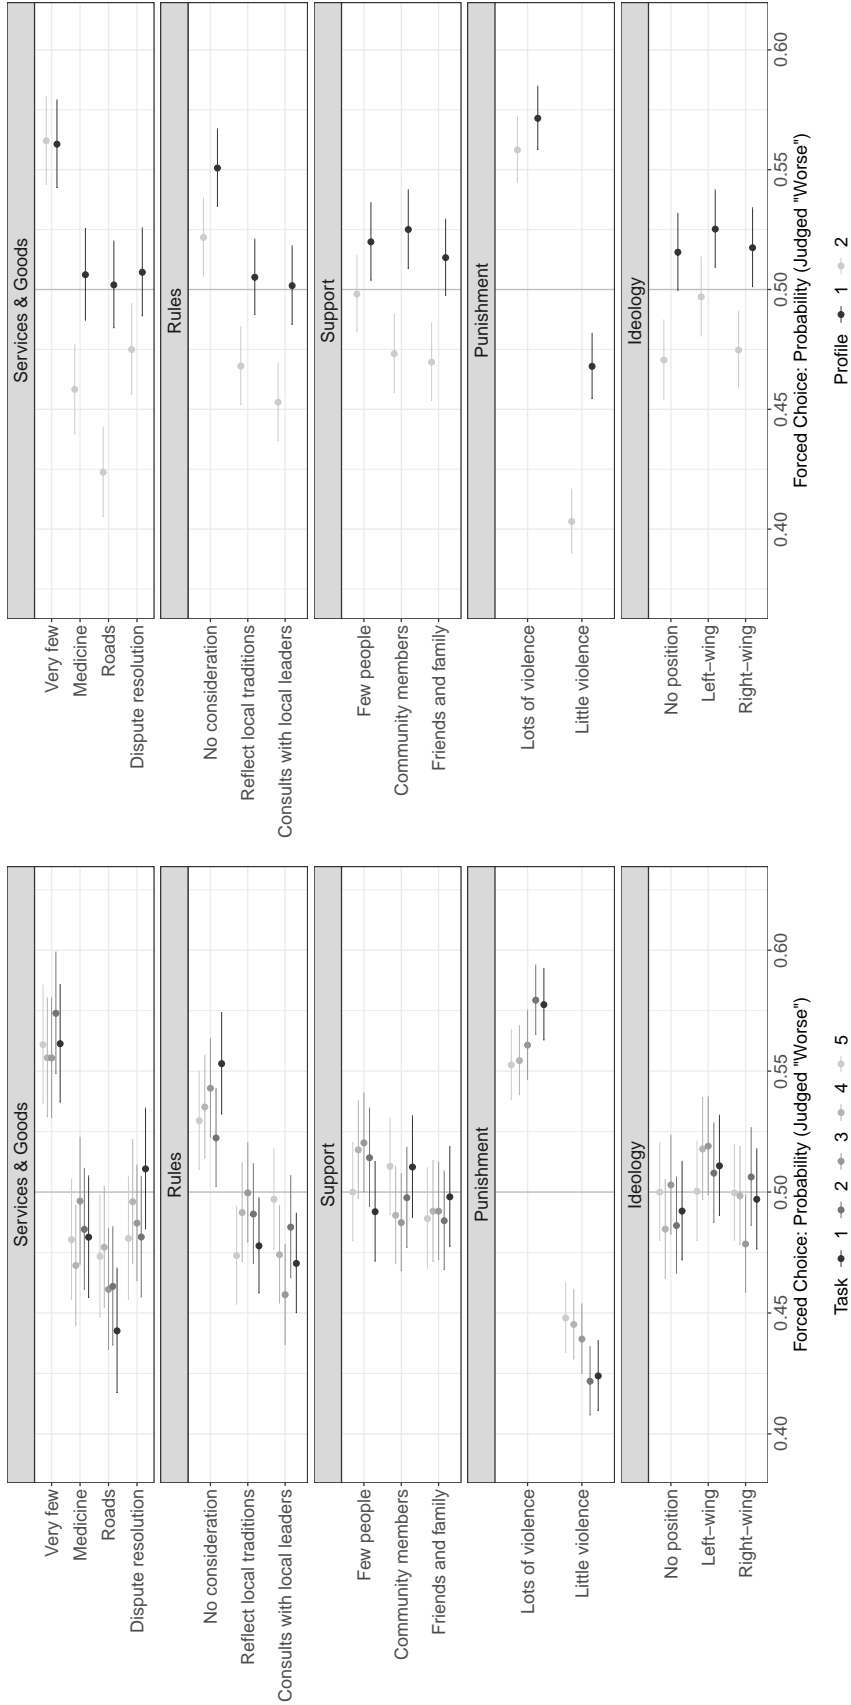 Services & Goods
Very few
Medicine
Roads
Dispute resolution
Rules
No consideration
Reflect local traditions
Consults with local leaders
Support
Few people
Community members
Friends and family
Punishment
Lots of violence
Little violence
Ideology
No position
Left−wing
Right−wing
0.40 0.45 0.50 0.55 0.60
Forced Choice: Probability (Judged "Worse")
Task 1 2 3 4 5
Services & Goods
Very few
Medicine
Roads
Dispute resolution
Rules
No consideration
Reflect local traditions
Consults with local leaders
Support
Few people
Community members
Friends and family
Punishment
Lots of violence
Little violence
Ideology
No position
Left−wing
Right−wing
0.40 0.45 0.50 0.55 0.60
Forced Choice: Probability (Judged "Worse")
Profile 1 2